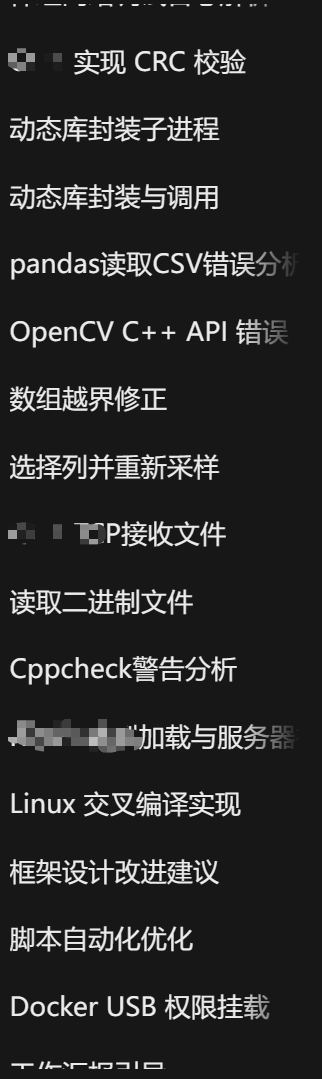 实现 CRC 校验
动态库封装子进程
动态库封装与调用
pandas读取CSV错误分析
OpenCV C++ API 错误
数组越界修正
选择列并重新采样
TCP接收文件
读取二进制文件
Cppcheck警告分析
加载与服务器
Linux 交叉编译实现
框架设计改进建议
脚本自动化优化
Docker USB 权限挂载